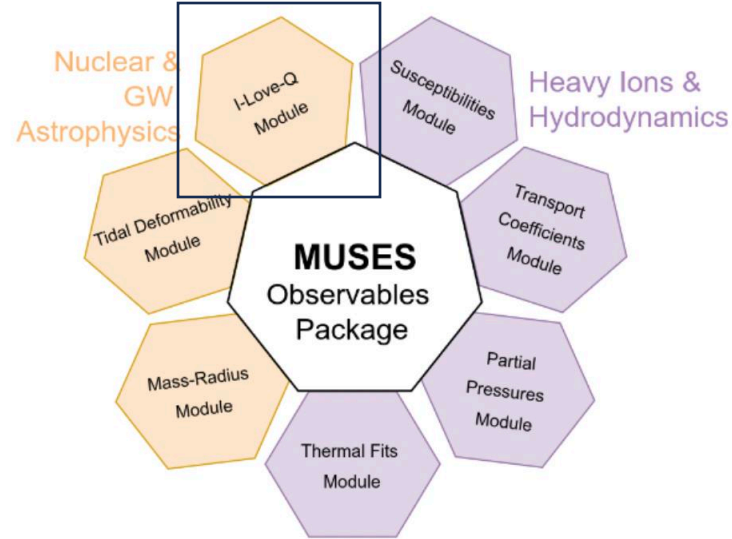 Nuclear &
GW
Astrophysics
I-Love-Q
Module
Susceptibilities
Module
Heavy Ions &
Hydrodynamics
Tidal Deformability
Module
Transport
Coefficients
Module
MUSES
Observables
Package
Mass-Radius
Module
Partial
Pressures
Module
Thermal Fits
Module